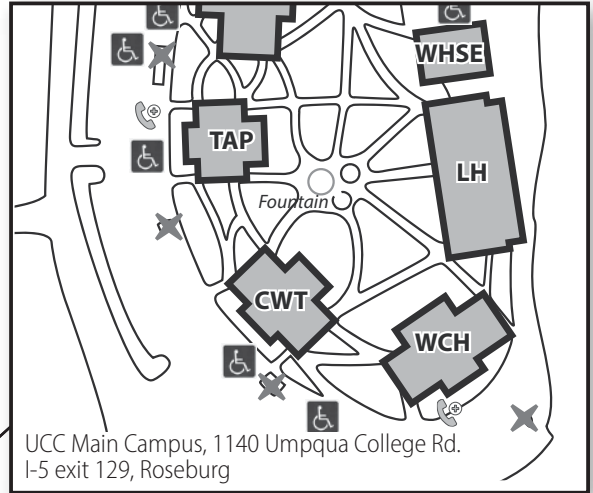 WHSE
TAP
LH
Fountain
CWT
WCH
UCC Main Campus, 1140 Umpqua College Rd.
I-5 exit 129, Roseburg